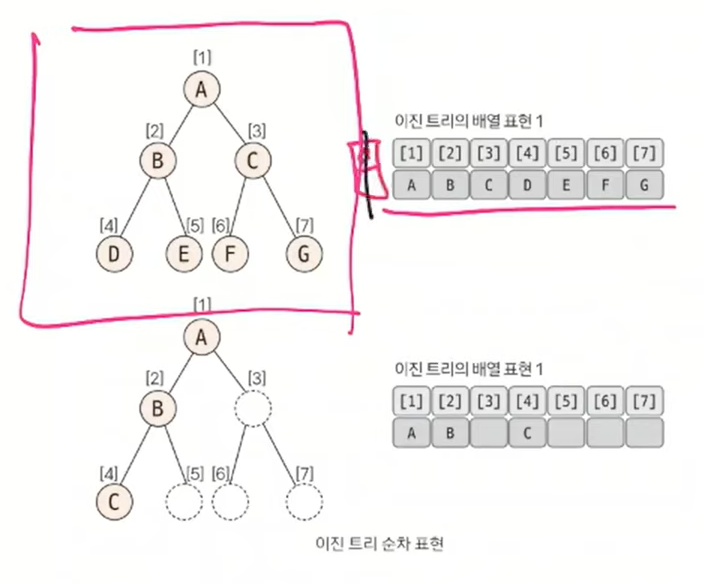 [1]
A
[2] [3]
B C
[4] [5] [6] [7]
D E F G
이진 트리의 배열 표현 1
[1] [2] [3] [4] [5] [6] [7]
A B C D E F G
[1]
A
[2] [3]
B
[4] [5] [6] [7]
C
이진 트리의 배열 표현 1
[1] [2] [3] [4] [5] [6] [7]
A B C
이진 트리 순차 표현